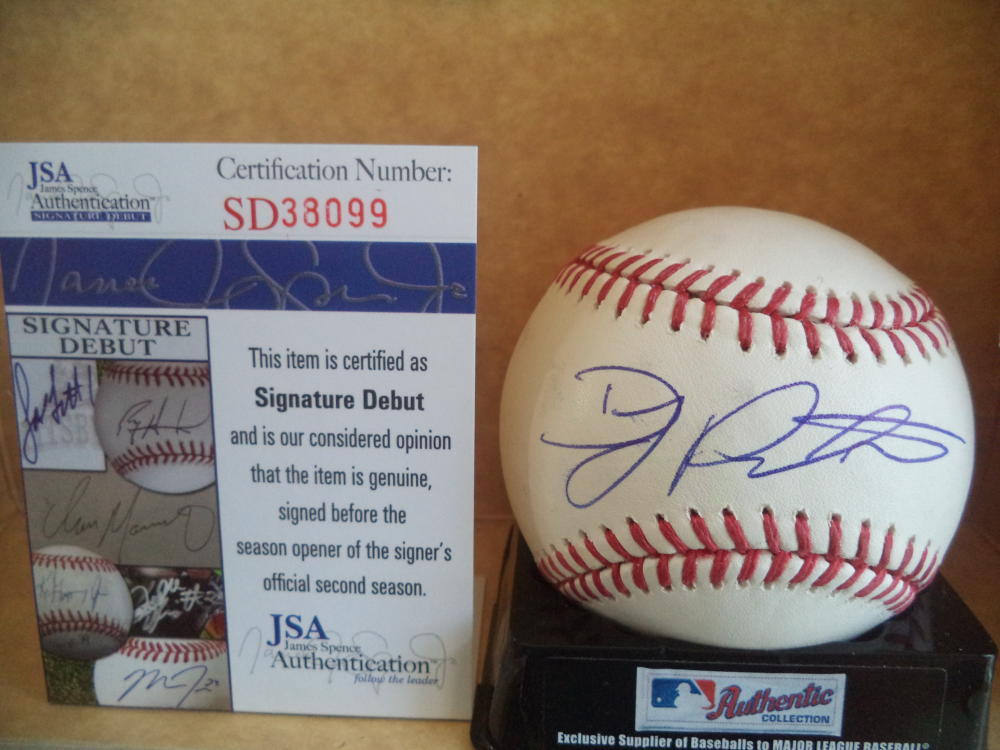 JSA
James Spence
Authentication™
SIGNATURE DEBUT
Certification Number:
SD38099
SIGNATURE
DEBUT
This item is certified as
Signature Debut
and is our considered opinion
that the item is genuine,
signed before the
season opener of the signer's
official second season.
JSA
James Spence
Authentication™
follow the leader
Authentic
COLLECTION
Exclusive Supplier of Baseballs to MAJOR LEAGUE BASEBALL®